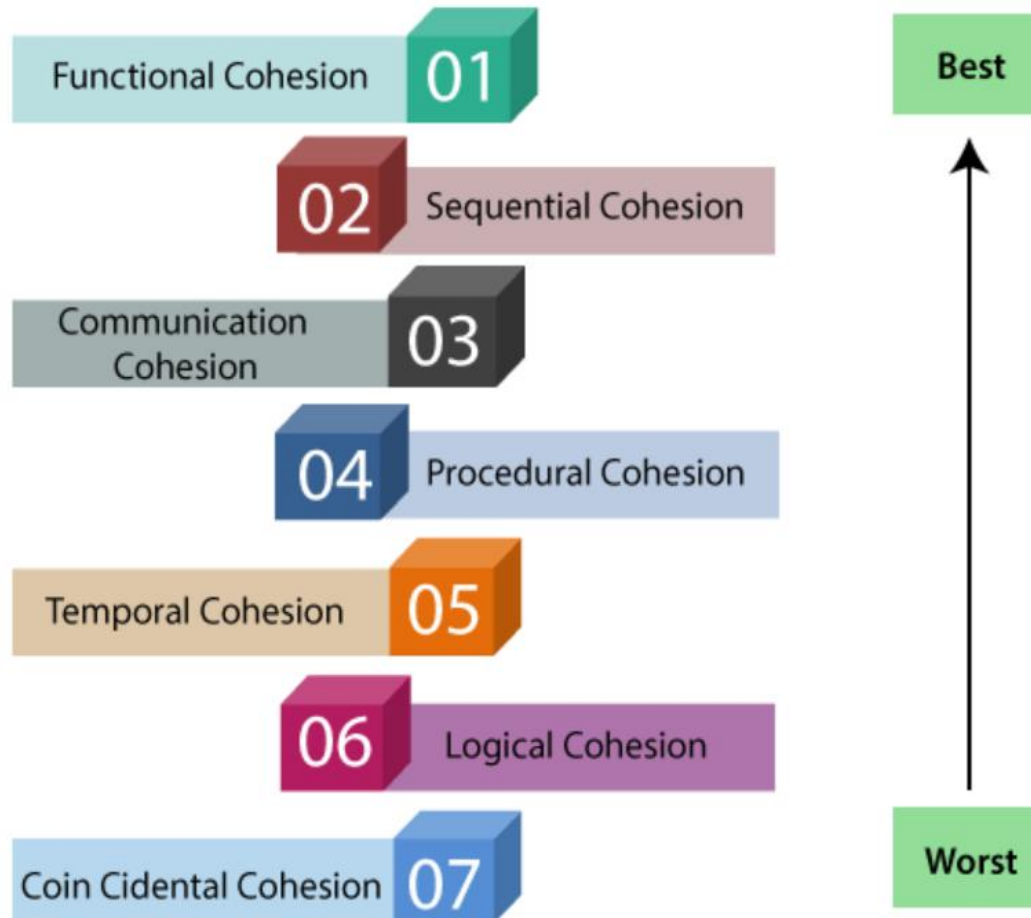 Functional Cohesion 01
Best
02 Sequential Cohesion
Communication
Cohesion
03
04 Procedural Cohesion
Temporal Cohesion 05
06 Logical Cohesion
Worst
Coin Cidental Cohesion 07